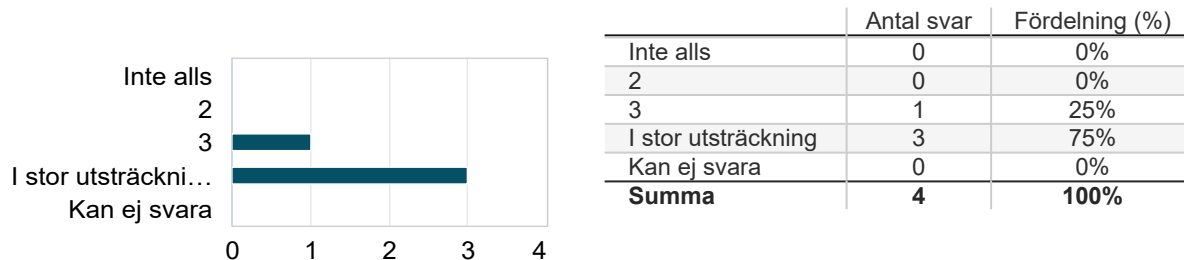 Inte alls
2
3
I stor utsträckni…
Kan ej svara
0 1 2 3 4
Antal svar Fördelning (%)
Inte alls 0 0%
2 0 0%
3 1 25%
I stor utsträckning 3 75%
Kan ej svara 0 0%
Summa 4 100%